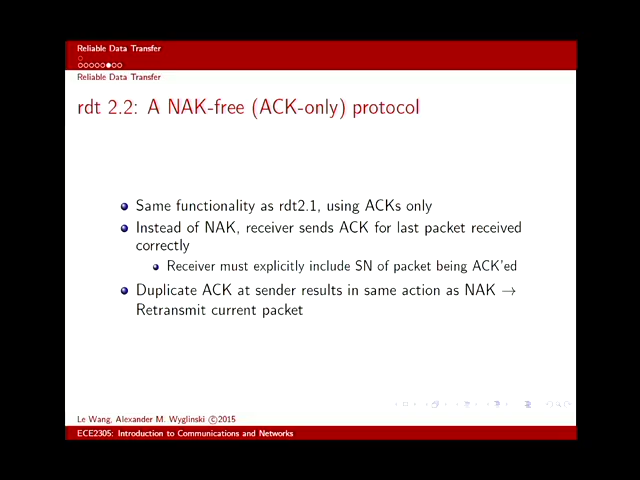 Reliable Data Transfer
Reliable Data Transfer
rdt 2.2: A NAK-free (ACK-only) protocol
Same functionality as rdt2.1, using ACKs only
Instead of NAK, receiver sends ACK for last packet received
correctly
Receiver must explicitly include SN of packet being ACK'ed
Duplicate ACK at sender results in same action as NAK →
Retransmit current packet
Le Wang, Alexander M. Wyglinski ©2015
ECE2305: Introduction to Communications and Networks